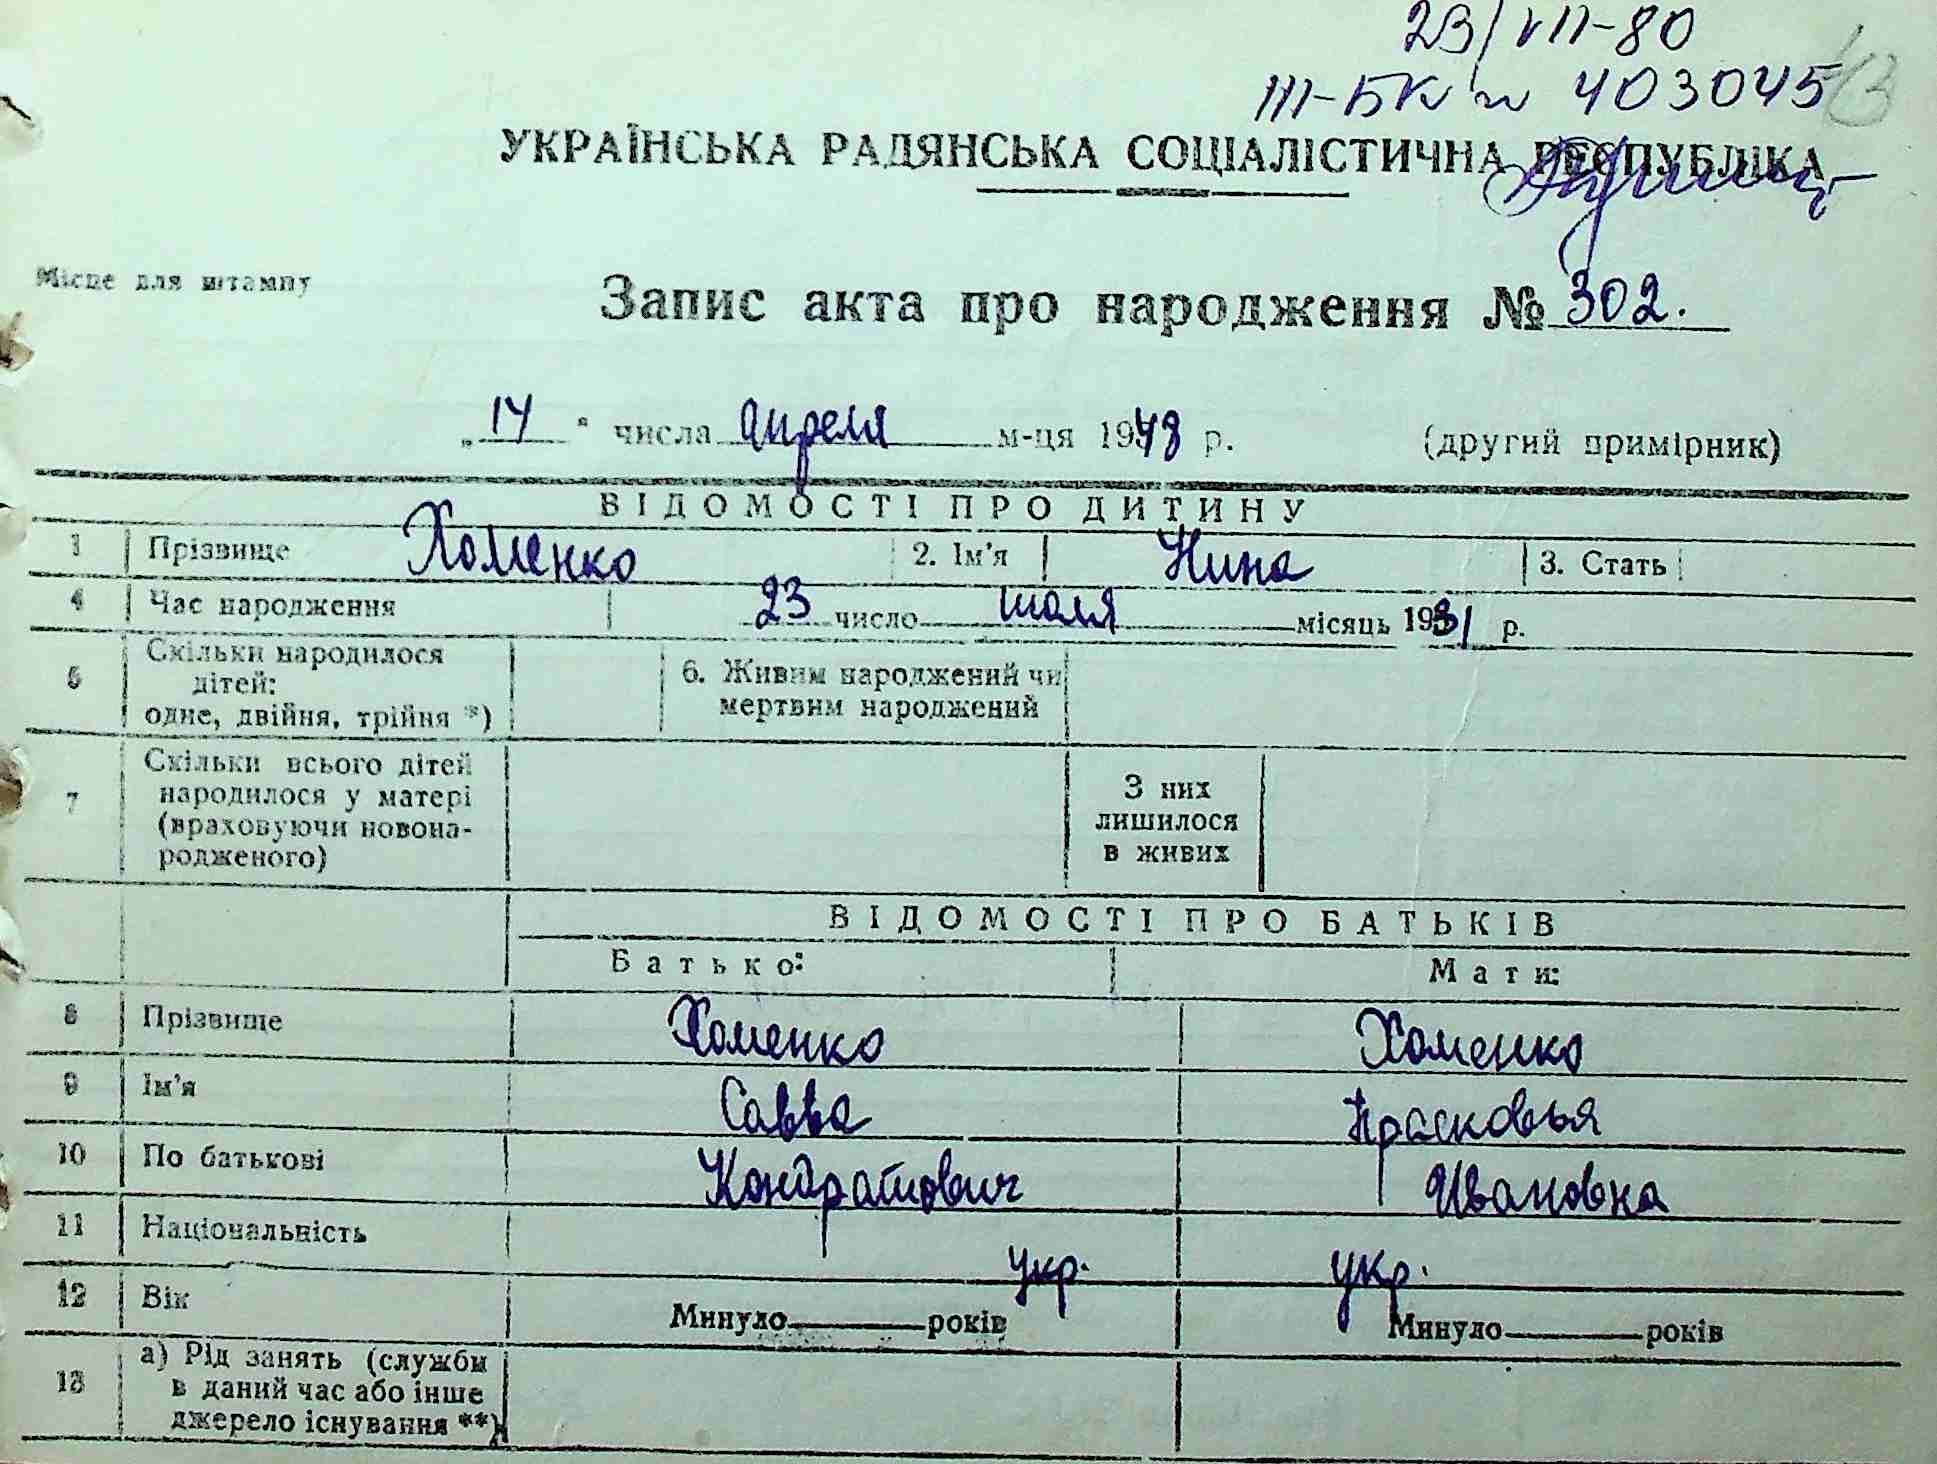 23/VII-80
III-БК № 403045
УКРАЇНСЬКА РАДЯНСЬКА СОЦІАЛІСТИЧНА РЕСПУБЛІКА
Місце для штампу
Запис акта про народження № 302.
„14" числа апреля м-ця 1948 р. (другий примірник)
ВІДОМОСТІ ПРО ДИТИНУ
1 Прізвище Хоменко 2. Ім'я Нина 3. Стать
4 Час народження 23 число июля місяць 1931 р.
5 Скільки народилося дітей: одне, двійня, трійня *) 6. Живим народжений чи мертвим народжений
7 Скільки всього дітей народилося у матері (враховуючи новонародженого) З них лишилося в живих
ВІДОМОСТІ ПРО БАТЬКІВ
Батько: Мати:
8 Прізвище Хоменко Хоменко
9 Ім'я Савва Прасковья
10 По батькові Кондратович Ивановна
11 Національність укр. укр.
12 Вік Минуло років Минуло років
13 а) Рід занять (службы в даний час або інше джерело існування **)